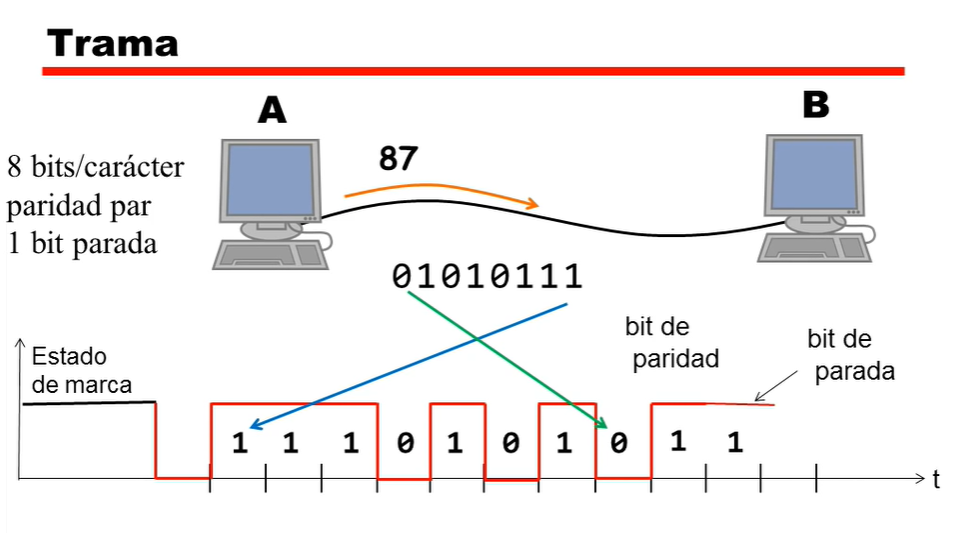 Trama
A
B
8 bits/carácter
paridad par
1 bit parada
87
01010111
bit de
paridad
bit de
parada
Estado
de marca
1 1 1 0 1 0 1 0 1 1
t